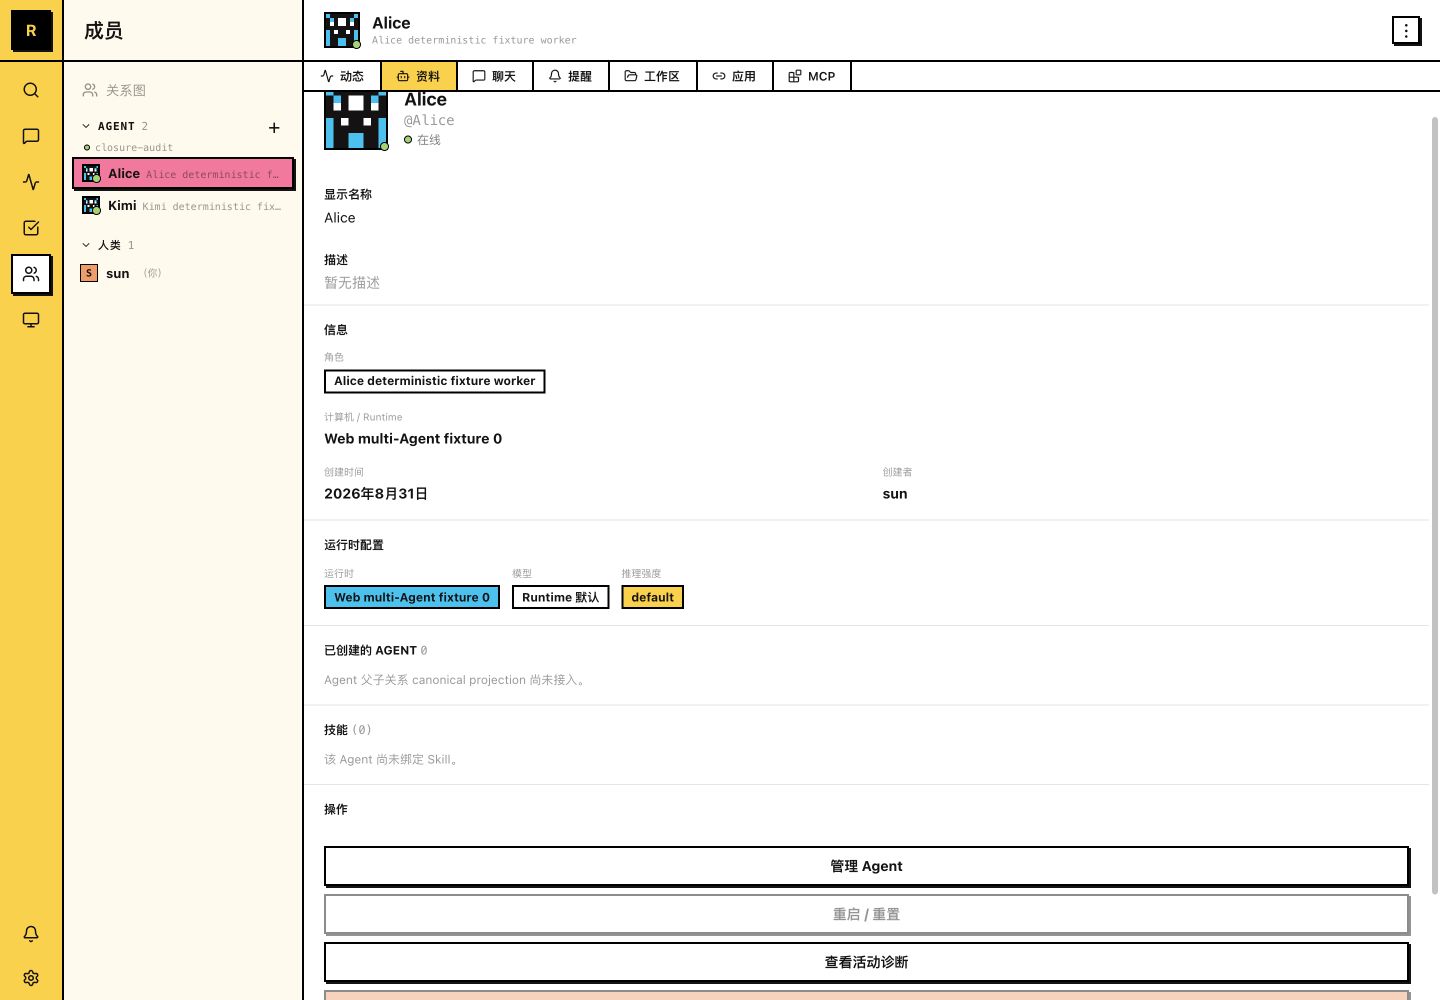 R
成员
Alice
Alice deterministic fixture worker
动态
资料
聊天
提醒
工作区
应用
MCP
关系图
AGENT 2
closure-audit
Alice Alice deterministic f…
Kimi Kimi deterministic fix…
人类 1
S
sun (你)
Alice
@Alice
在线
显示名称
Alice
描述
暂无描述
信息
角色
Alice deterministic fixture worker
计算机 / Runtime
Web multi-Agent fixture 0
创建时间
2026年8月31日
创建者
sun
运行时配置
运行时
Web multi-Agent fixture 0
模型
Runtime 默认
推理强度
default
已创建的 AGENT 0
Agent 父子关系 canonical projection 尚未接入。
技能 (0)
该 Agent 尚未绑定 Skill。
操作
管理 Agent
重启 / 重置
查看活动诊断